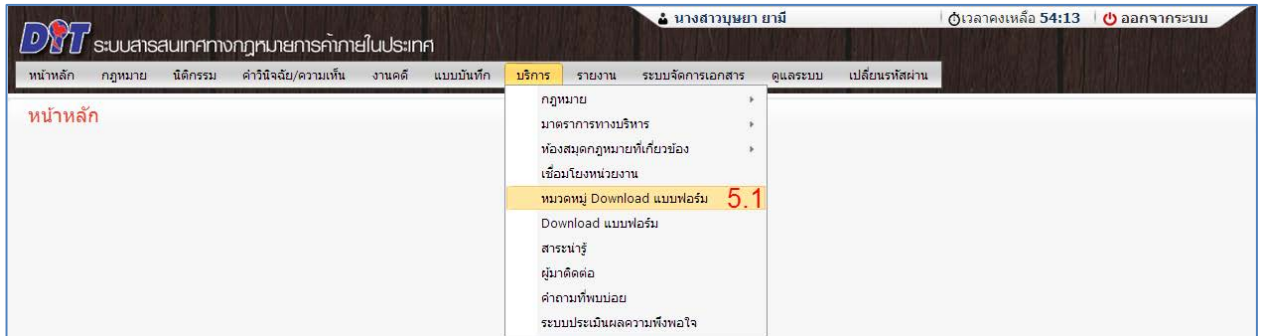 นางสาวบุษยา ยามี เวลาคงเหลือ 54:13 ออกจากระบบ
DIT ระบบสารสนเทศทางกฎหมายการค้าภายในประเทศ
หน้าหลัก กฎหมาย นิติกรรม คำวินิจฉัย/ความเห็น งานคดี แบบบันทึก บริการ รายงาน ระบบจัดการเอกสาร ดูแลระบบ เปลี่ยนรหัสผ่าน
หน้าหลัก
กฎหมาย
มาตราการทางบริหาร
ห้องสมุดกฎหมายที่เกี่ยวข้อง
เชื่อมโยงหน่วยงาน
หมวดหมู่ Download แบบฟอร์ม 5.1
Download แบบฟอร์ม
สาระน่ารู้
ผู้มาติดต่อ
คำถามที่พบบ่อย
ระบบประเมินผลความพึงพอใจ